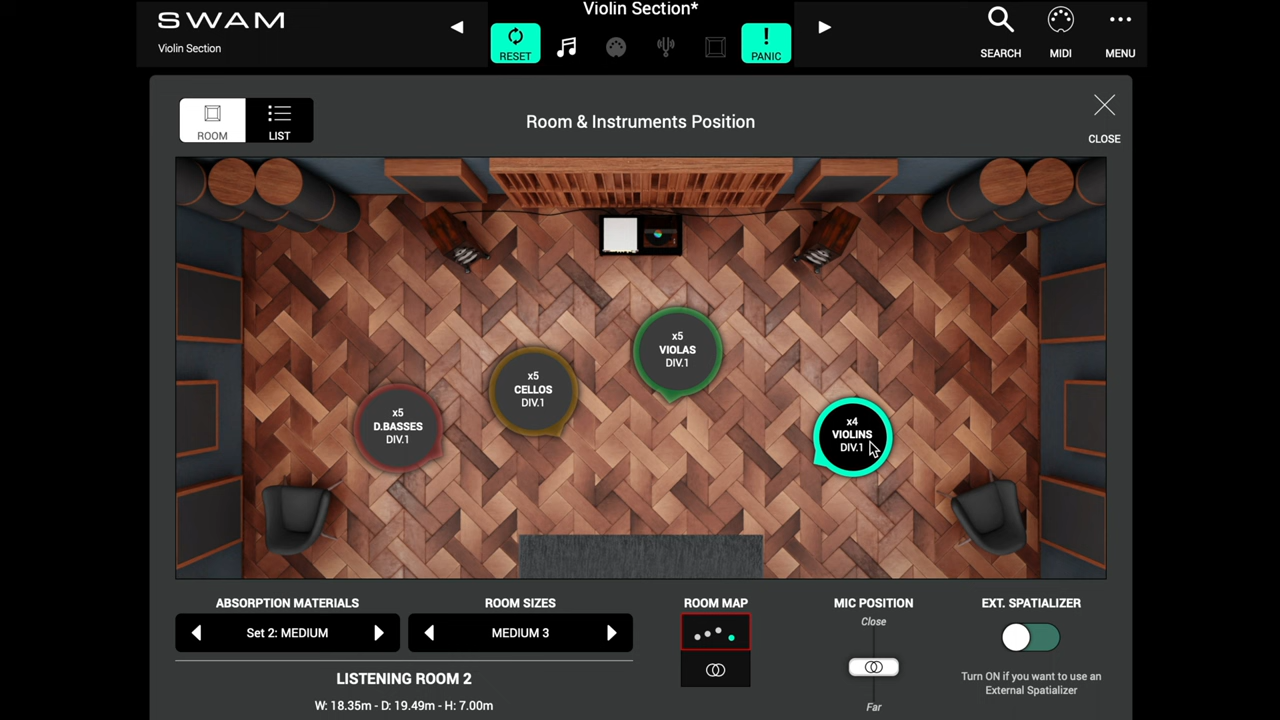 SWAM
Violin Section
Violin Section*
RESET
!
PANIC
SEARCH
MIDI
MENU
ROOM
LIST
Room & Instruments Position
CLOSE
x5
VIOLAS
DIV.1
x5
CELLOS
DIV.1
x5
D.BASSES
DIV.1
x4
VIOLINS
DIV.1
ABSORPTION MATERIALS
Set 2: MEDIUM
ROOM SIZES
MEDIUM 3
ROOM MAP
MIC POSITION
Close
Far
EXT. SPATIALIZER
Turn ON if you want to use an
External Spatializer
LISTENING ROOM 2
W: 18.35m - D: 19.49m - H: 7.00m